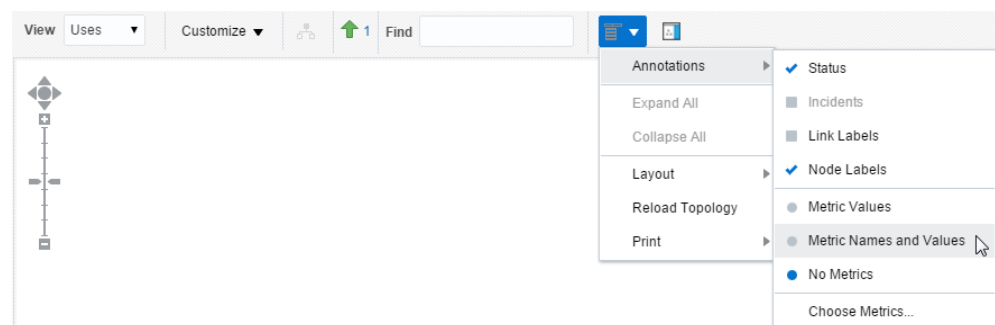 View Uses Customize 1 Find
Annotations
Expand All
Collapse All
Layout
Reload Topology
Print
Status
Incidents
Link Labels
Node Labels
Metric Values
Metric Names and Values
No Metrics
Choose Metrics...